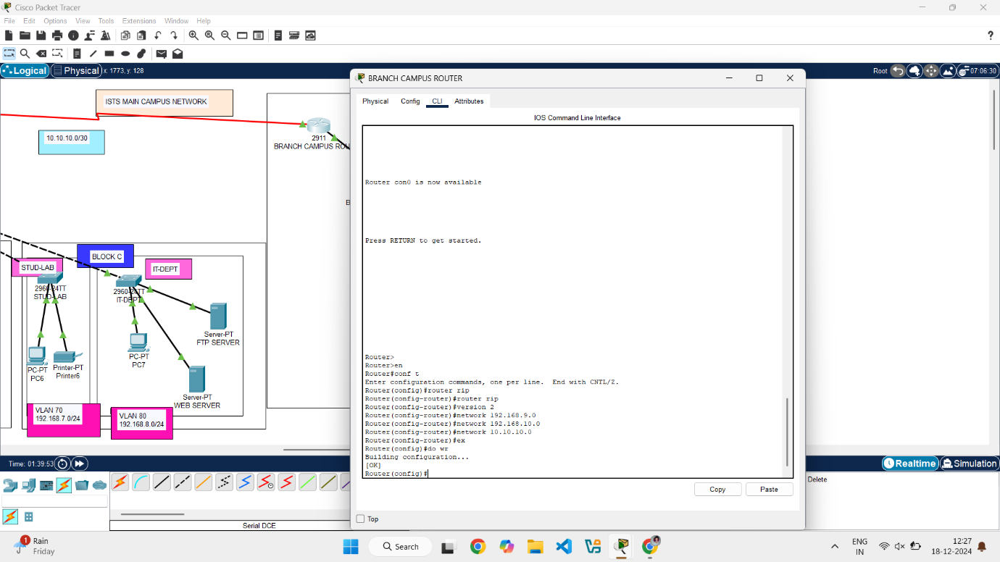 Cisco Packet Tracer
File Edit Options View Tools Extensions Window Help
Logical Physical x: 1773, y: 128
Root 07:06:30
ISTS MAIN CAMPUS NETWORK
10.10.10.0/30
2911
BRANCH CAMPUS ROU
B
BLOCK C
STUD-LAB
IT-DEPT
2960-24TT
STUD-LAB
2960-24TT
IT-DEPT
Server-PT
FTP SERVER
PC-PT
PC7
PC-PT
PC6
Printer-PT
Printer6
Server-PT
WEB SERVER
VLAN 70
192.168.7.0/24
VLAN 80
192.168.8.0/24
BRANCH CAMPUS ROUTER
Physical Config CLI Attributes
IOS Command Line Interface
Router con0 is now available
Press RETURN to get started.
Router>
Router>en
Router#conf t
Enter configuration commands, one per line. End with CNTL/Z.
Router(config)#router rip
Router(config-router)#router rip
Router(config-router)#version 2
Router(config-router)#network 192.168.9.0
Router(config-router)#network 192.168.10.0
Router(config-router)#network 10.10.10.0
Router(config-router)#ex
Router(config)#do wr
Building configuration...
[OK]
Router(config)#
Copy Paste
Top
Time: 01:39:53
Realtime Simulation
Delete
Serial DCE
1
Rain
Friday
Search
ENG
IN
12:27
18-12-2024